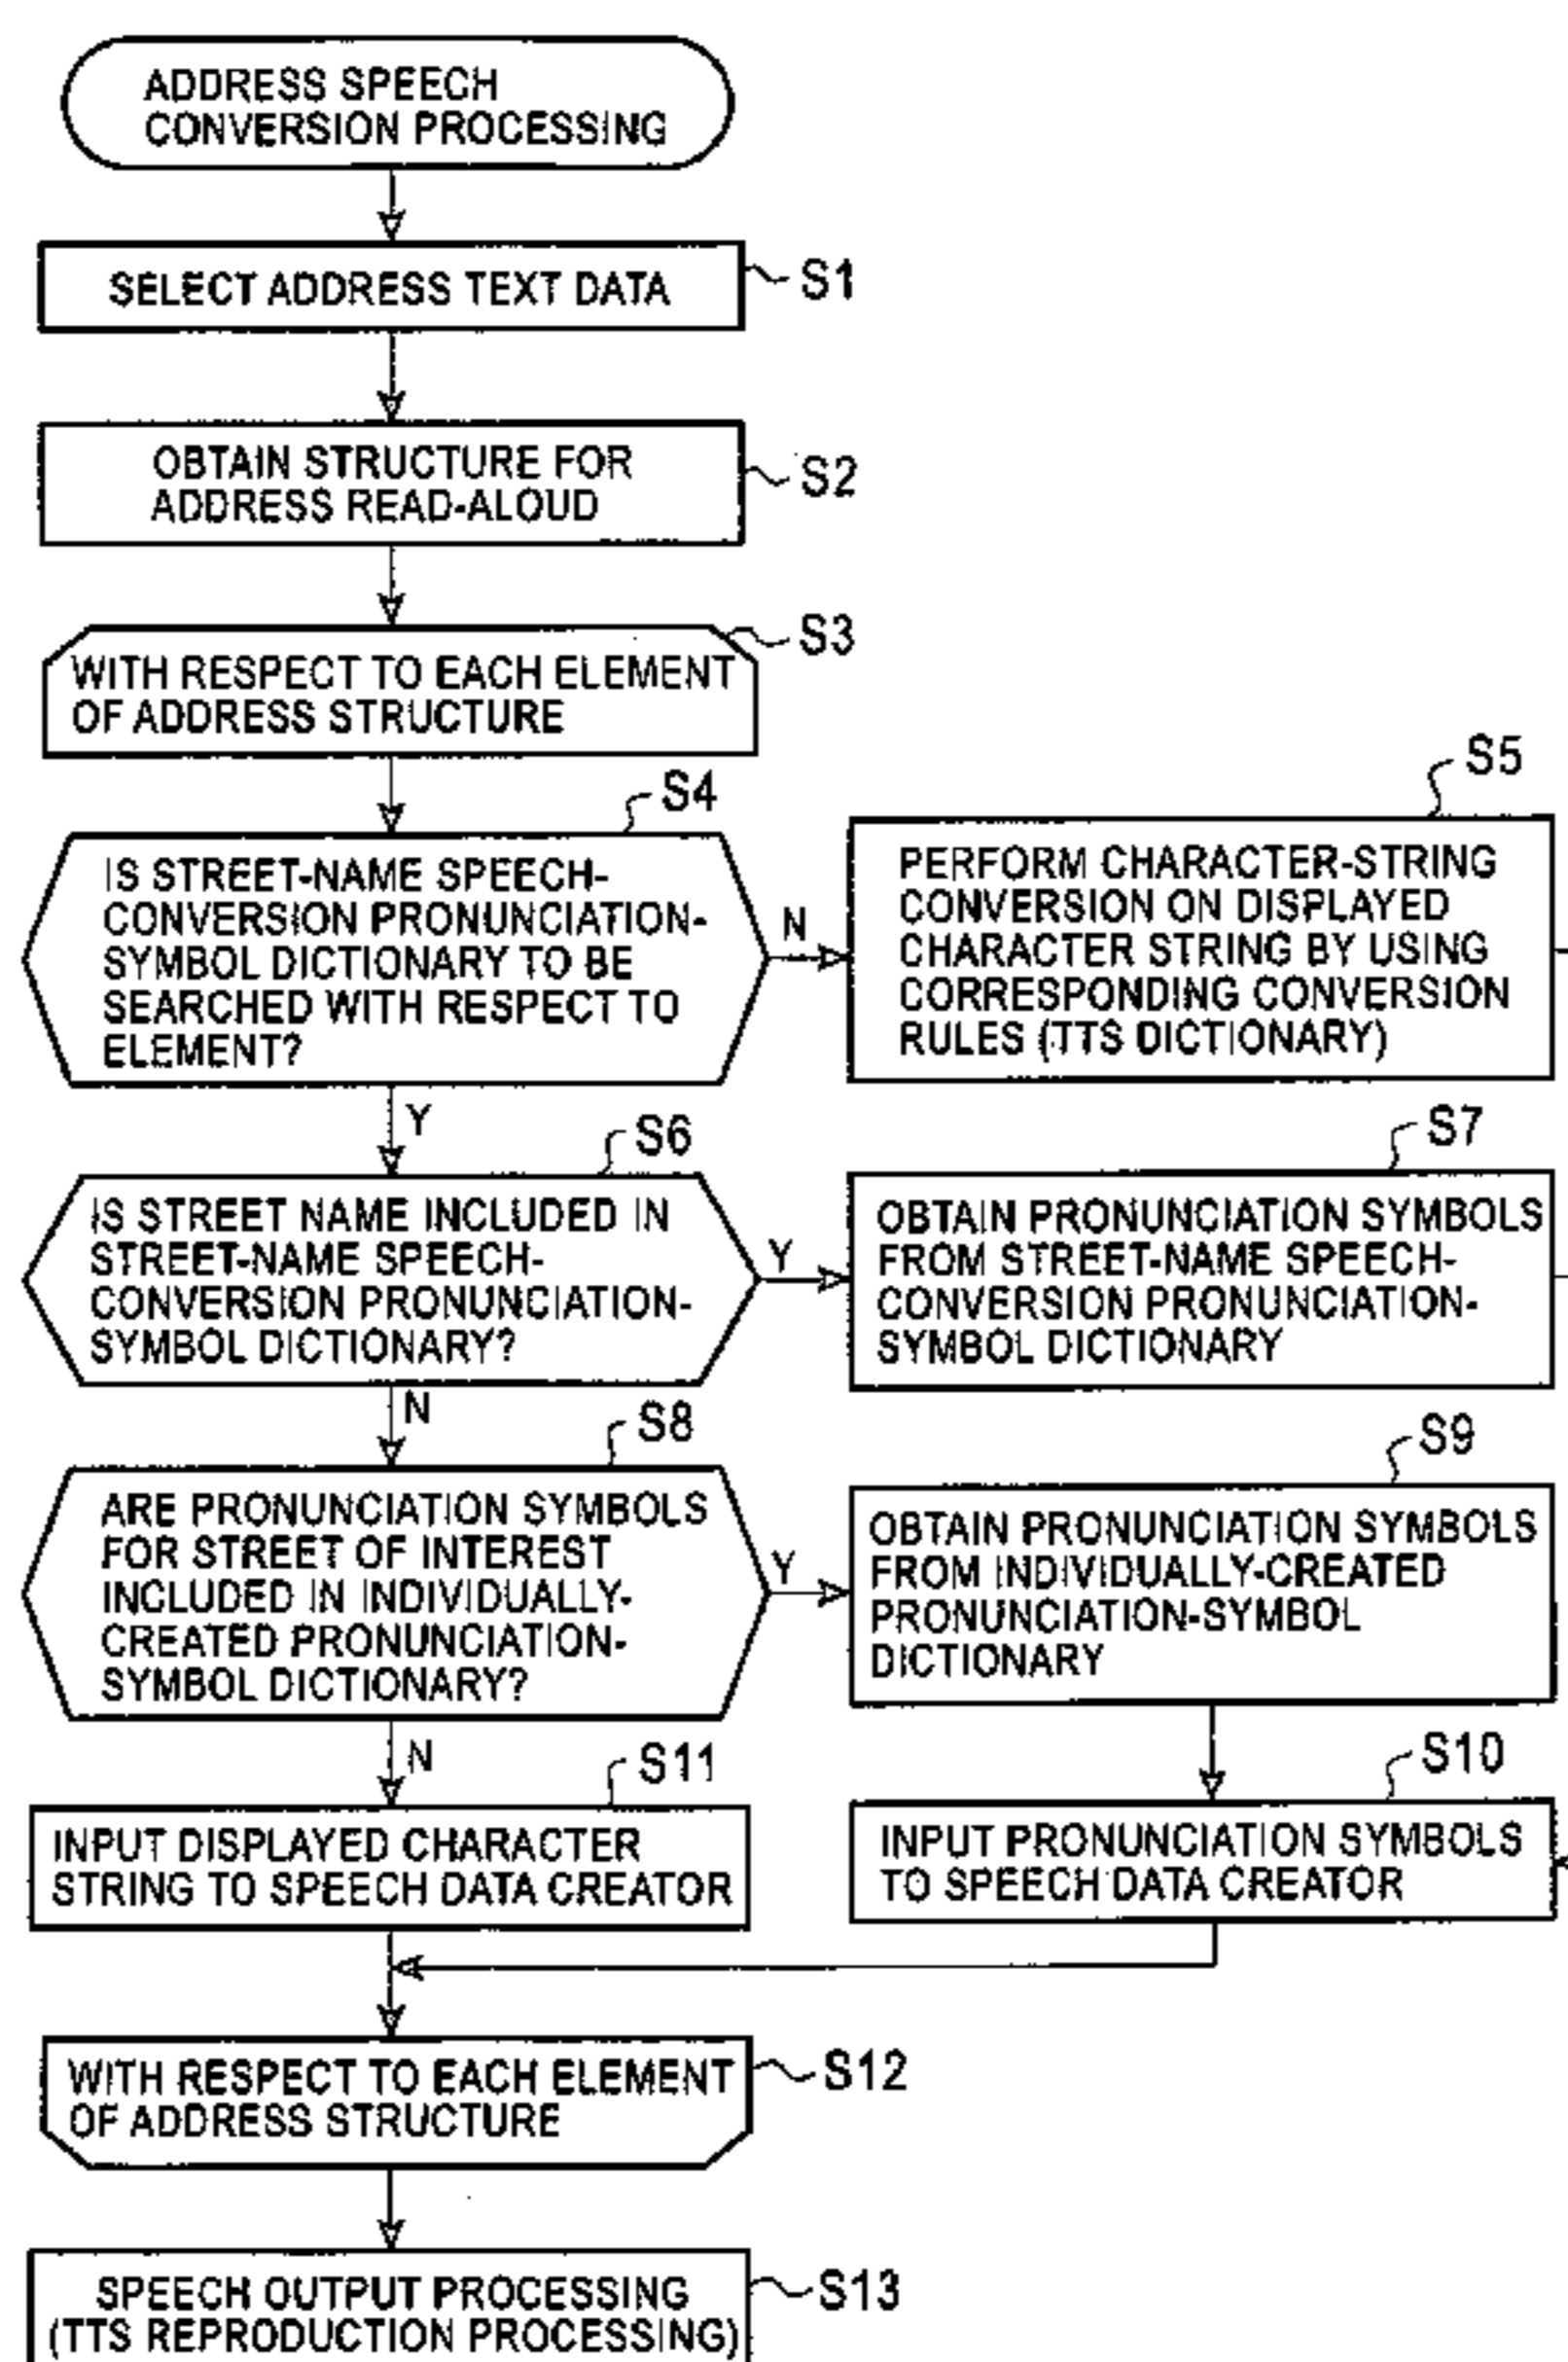 ADDRESS SPEECH
CONVERSION PROCESSING
SELECT ADDRESS TEXT DATA
S1
OBTAIN STRUCTURE FOR
ADDRESS READ-ALOUD
S2
S3
WITH RESPECT TO EACH ELEMENT
OF ADDRESS STRUCTURE
S4
IS STREET-NAME SPEECH-
CONVERSION PRONUNCIATION-
SYMBOL DICTIONARY TO BE
SEARCHED WITH RESPECT TO
ELEMENT?
N
S5
PERFORM CHARACTER-STRING
CONVERSION ON DISPLAYED
CHARACTER STRING BY USING
CORRESPONDING CONVERSION
RULES (TTS DICTIONARY)
Y
S6
IS STREET NAME INCLUDED IN
STREET-NAME SPEECH-
CONVERSION PRONUNCIATION-
SYMBOL DICTIONARY?
Y
S7
OBTAIN PRONUNCIATION SYMBOLS
FROM STREET-NAME SPEECH-
CONVERSION PRONUNCIATION-
SYMBOL DICTIONARY
N
S8
ARE PRONUNCIATION SYMBOLS
FOR STREET OF INTEREST
INCLUDED IN INDIVIDUALLY-
CREATED PRONUNCIATION-
SYMBOL DICTIONARY?
Y
S9
OBTAIN PRONUNCIATION SYMBOLS
FROM INDIVIDUALLY-CREATED
PRONUNCIATION-SYMBOL
DICTIONARY
N
S11
INPUT DISPLAYED CHARACTER
STRING TO SPEECH DATA CREATOR
S10
INPUT PRONUNCIATION SYMBOLS
TO SPEECH DATA CREATOR
WITH RESPECT TO EACH ELEMENT
OF ADDRESS STRUCTURE
S12
SPEECH OUTPUT PROCESSING
(TTS REPRODUCTION PROCESSING)
S13